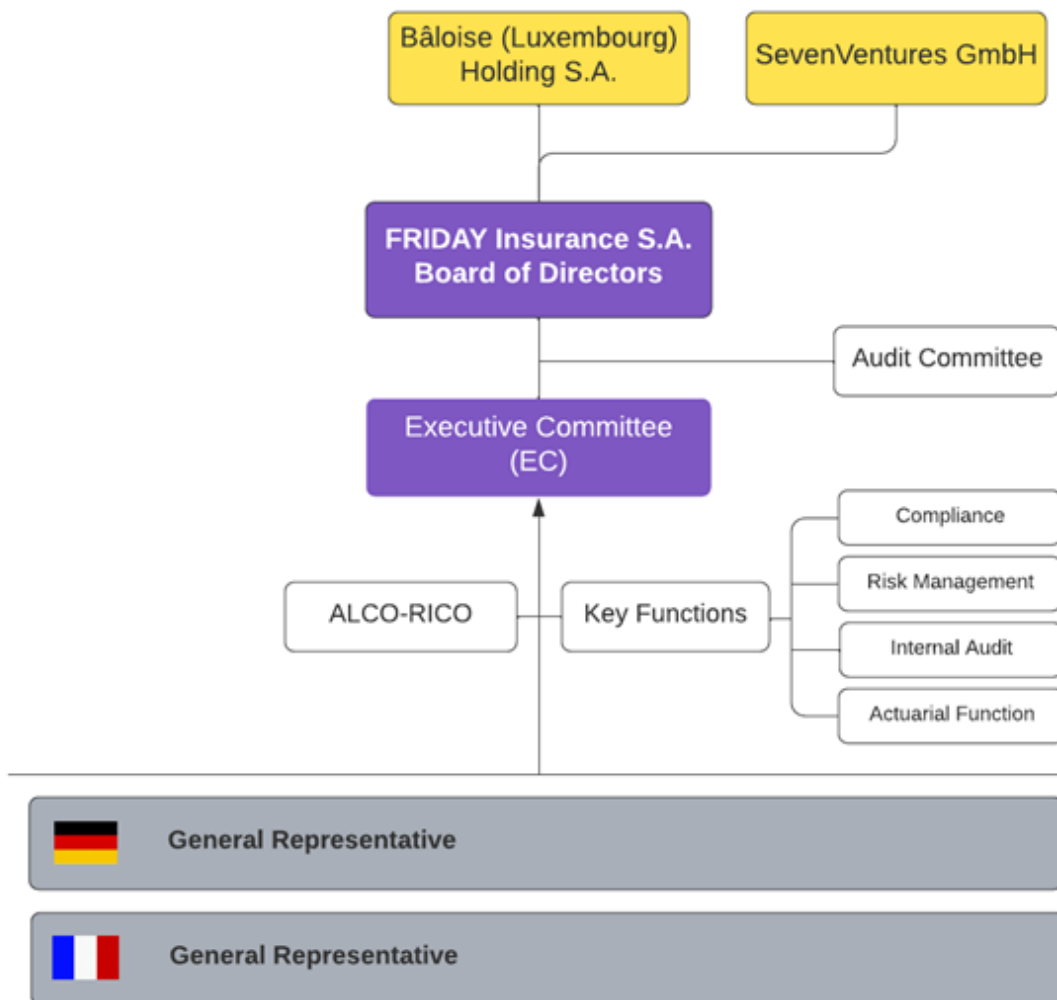 Bâloise (Luxembourg)
Holding S.A.
SevenVentures GmbH
FRIDAY Insurance S.A.
Board of Directors
Audit Committee
Executive Committee
(EC)
ALCO-RICO
Key Functions
Compliance
Risk Management
Internal Audit
Actuarial Function
General Representative
General Representative